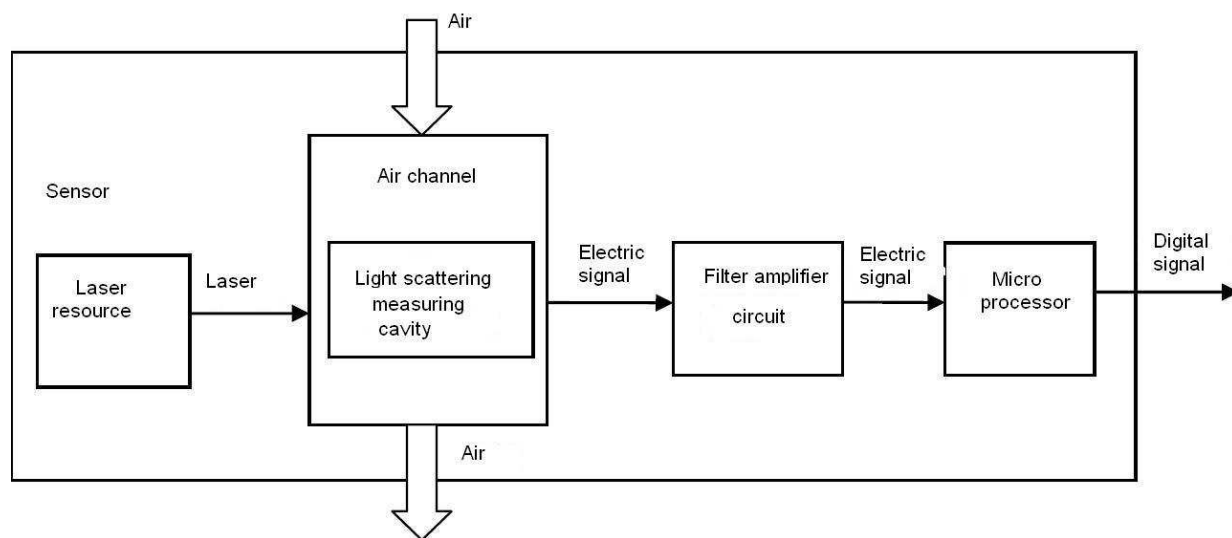 Air
Sensor
Laser
resource
Laser
Air channel
Light scattering
measuring
cavity
Electric
signal
Filter amplifier
circuit
Electric
signal
Micro
processor
Digital
signal
Air